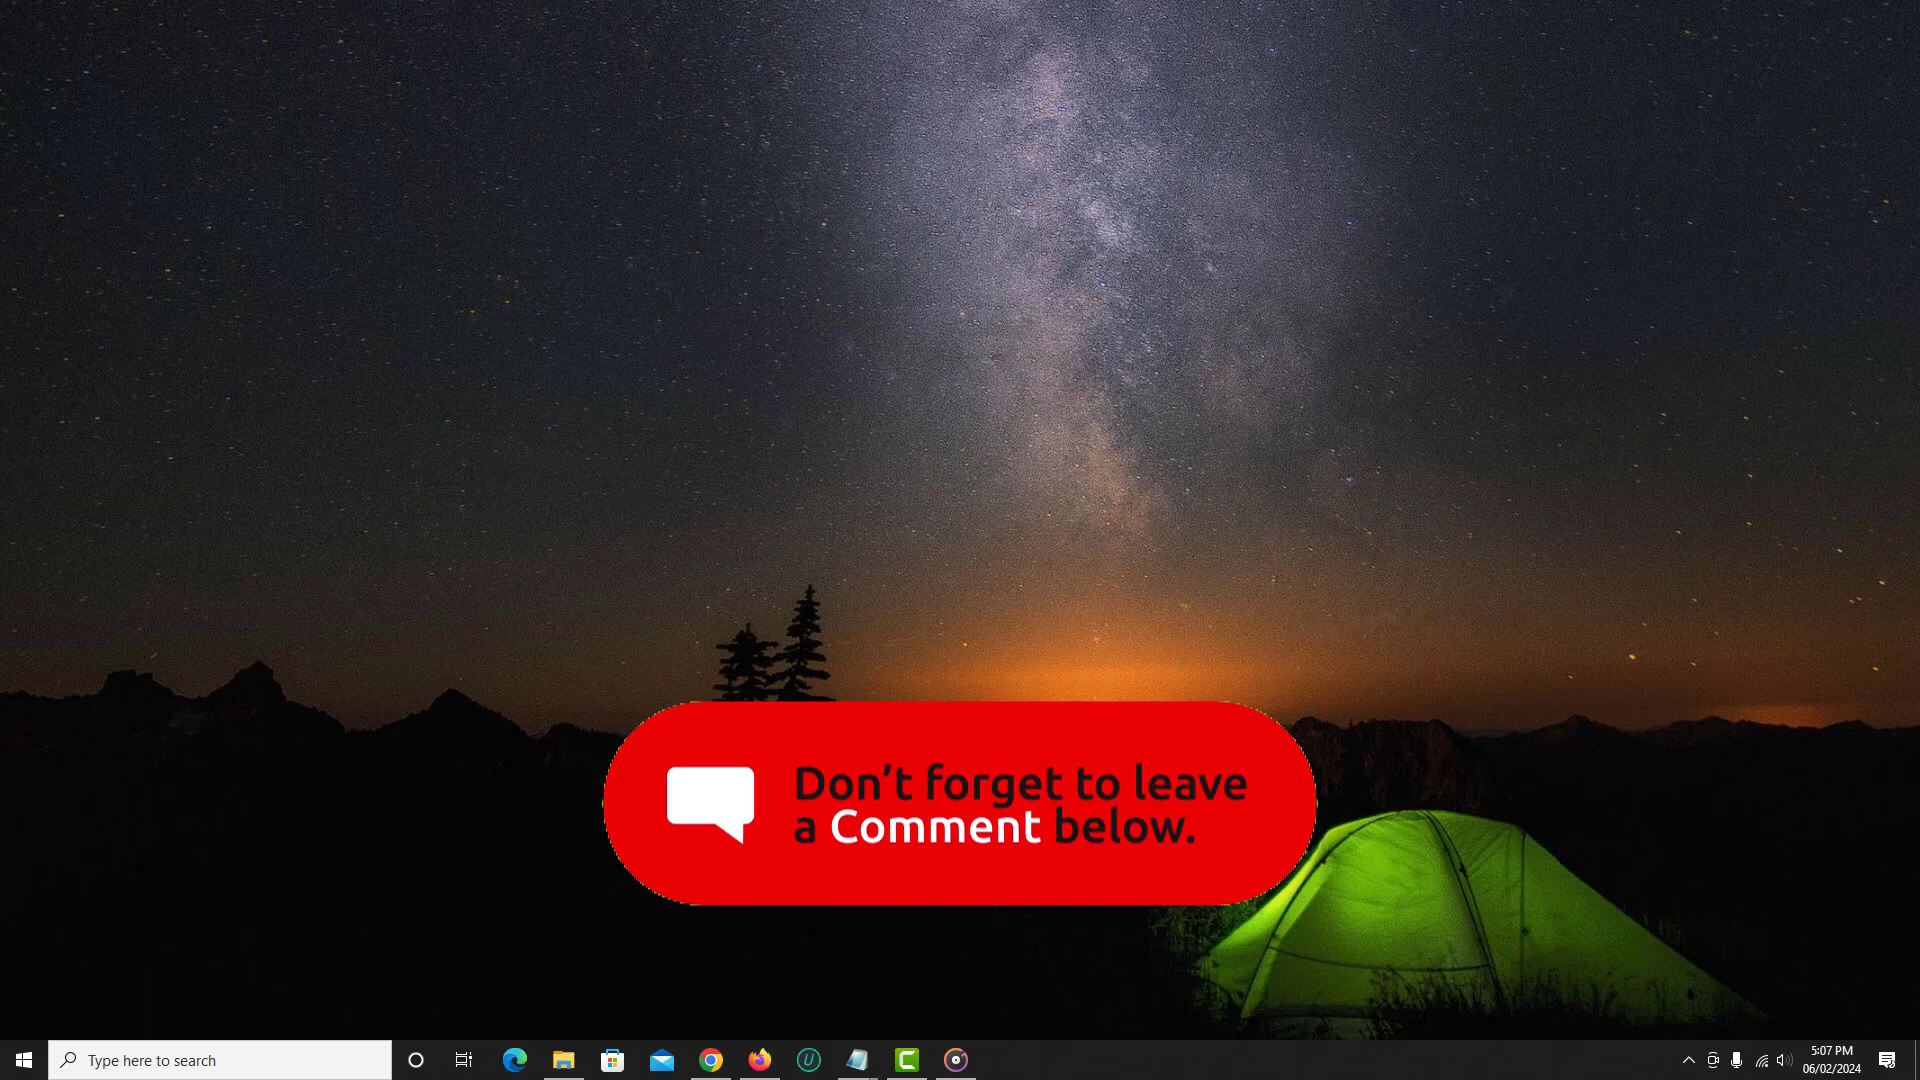 Don’t forget to leave
a Comment below.
Type here to search
5:07 PM
06/02/2024